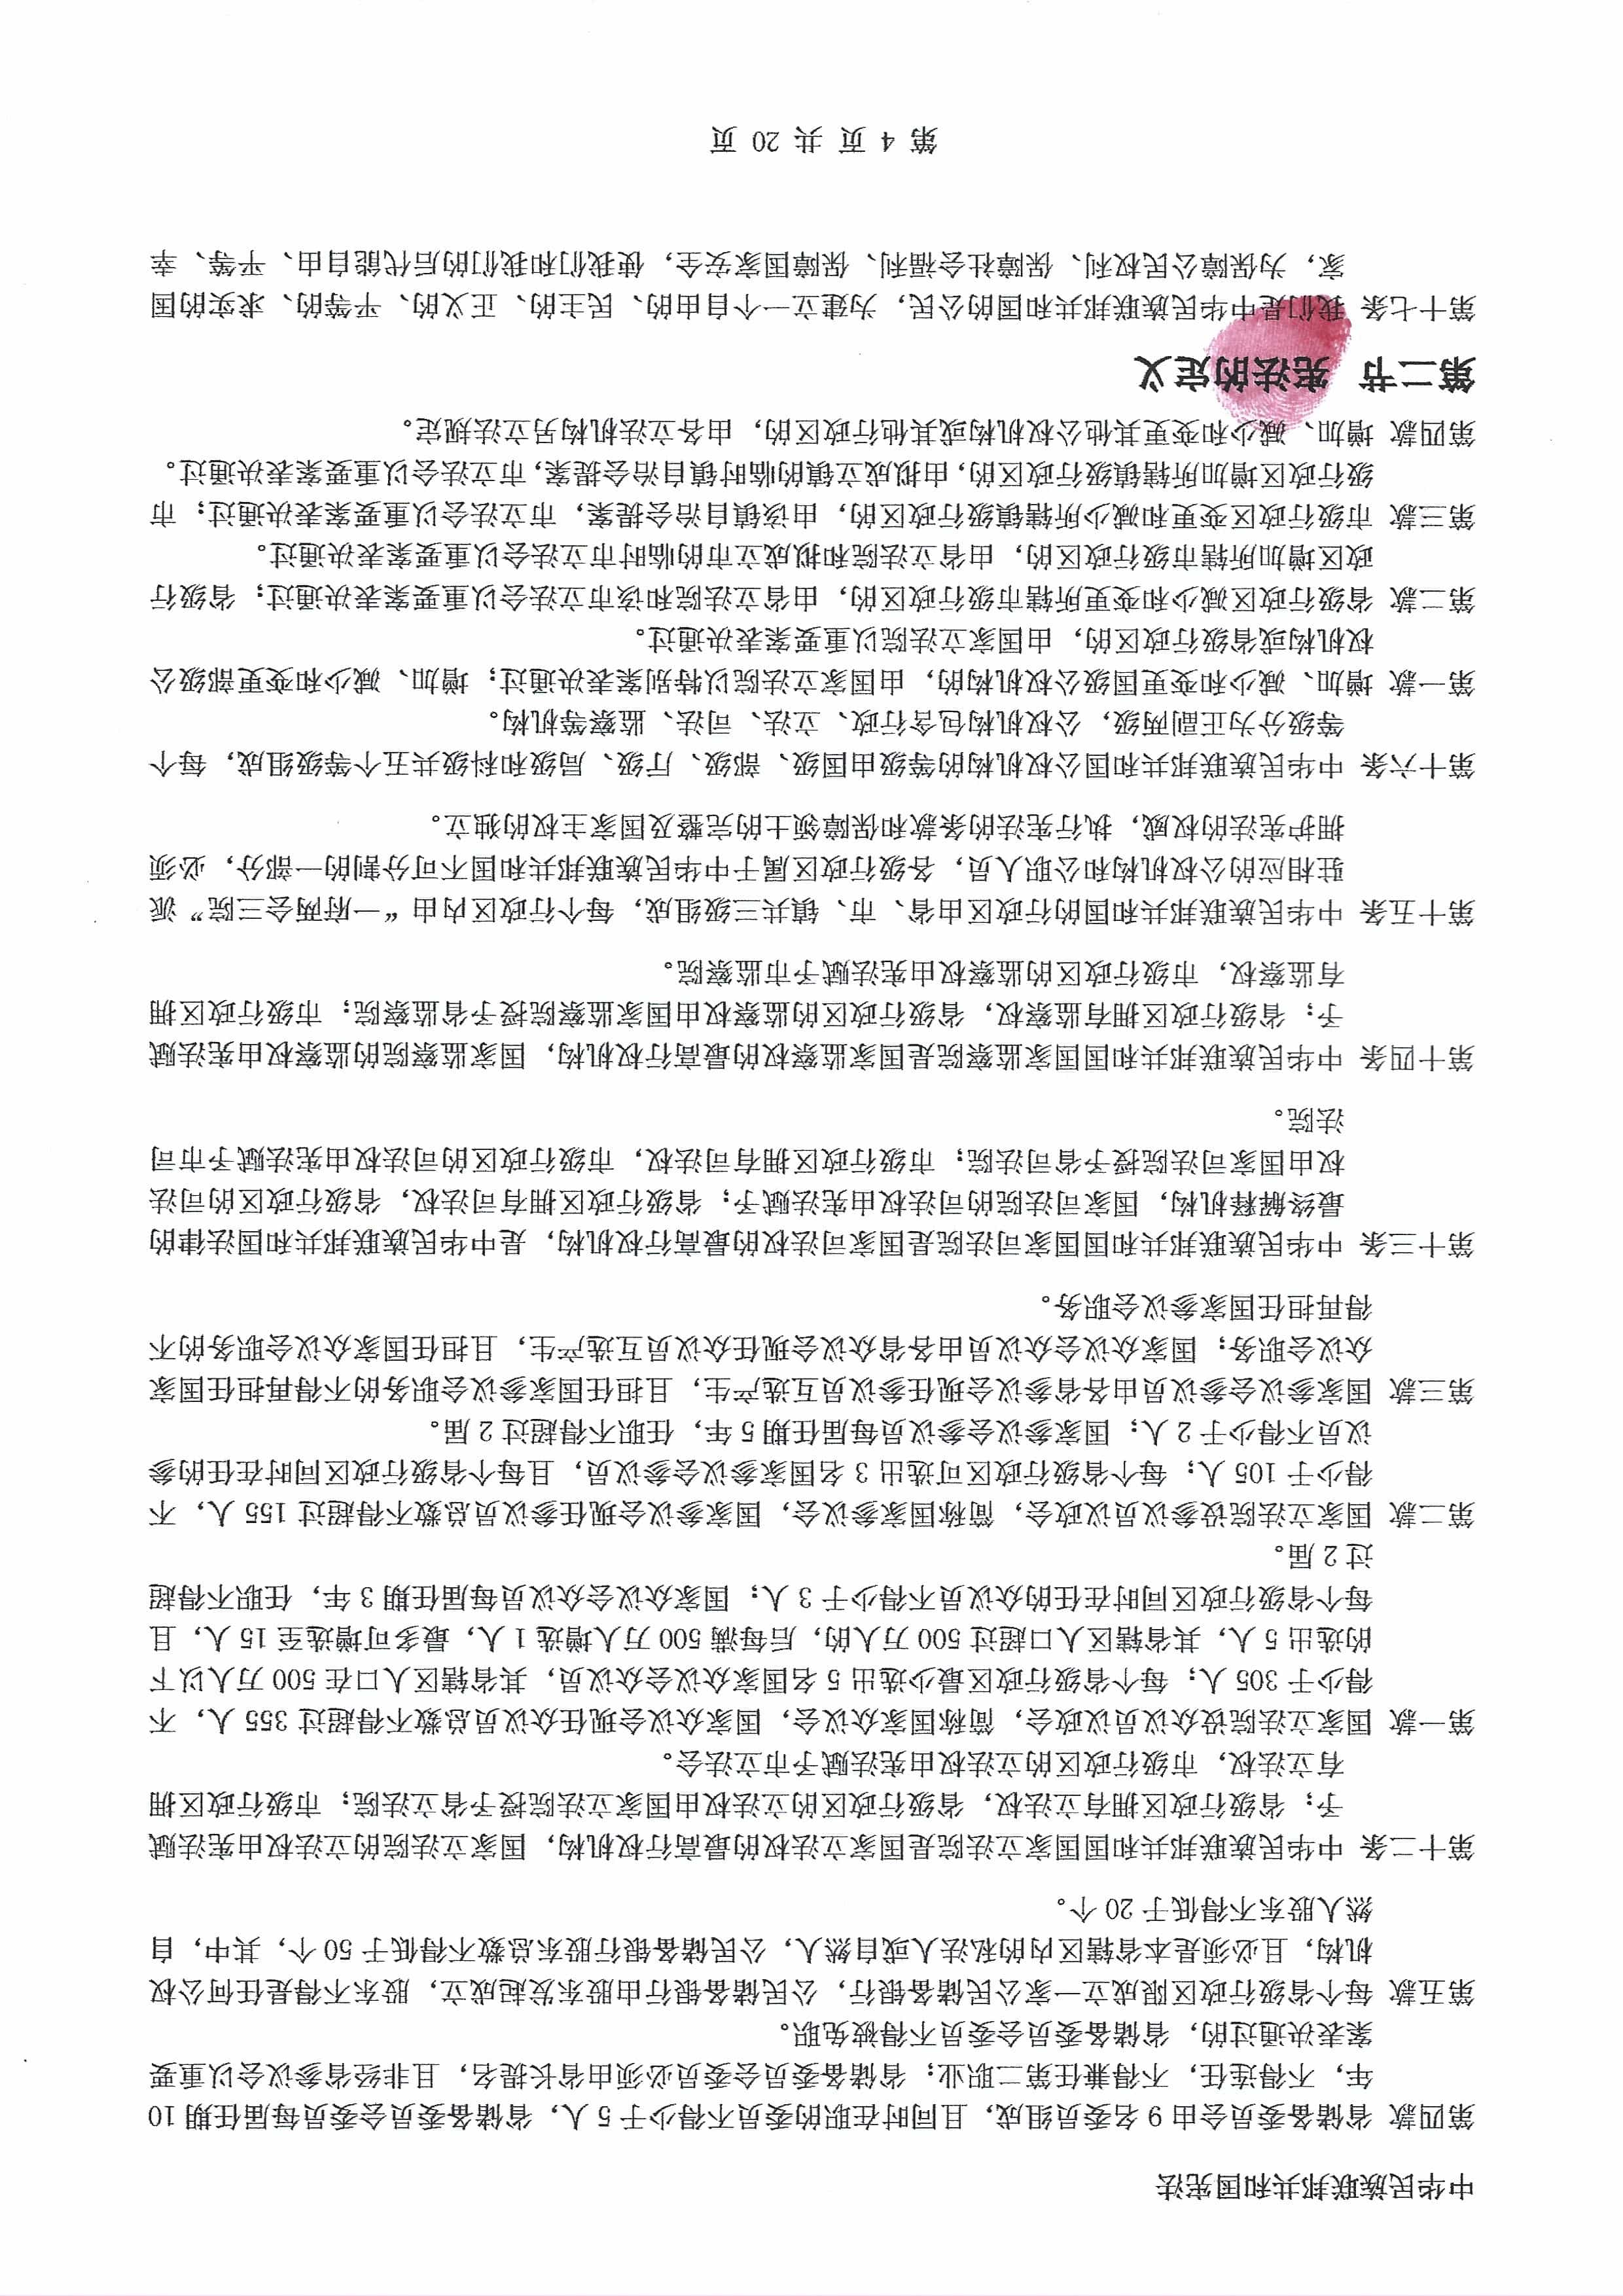 中华民族联邦共和国宪法
第四款 省储备委员会由 9 名委员组成，且同时在职的委员不得少于 5 人，省储备委员会委员每届任期 10
年，不得连任，不得兼任第二职业；省储备委员会委员必须由省长提名，且非经省参议会以重要
案表决通过的，省储备委员会委员不得被免职。
第五款 每个省级行政区限成立一家公民储备银行，公民储备银行由股东发起成立，股东不得是任何公权
机构，且必须是本省辖区内的私法人或自然人，公民储备银行股东总数不得低于 50 个，其中，自
然人股东不得低于 20 个。
第十二条 中华民族联邦共和国国家立法院是国家立法权的最高行权机构，国家立法院的立法权由宪法赋
予；省级行政区拥有立法权，省级行政区的立法权由国家立法院授予省立法院；市级行政区拥
有立法权，市级行政区的立法权由宪法赋予市立法会。
第一款 国家立法院设众议员议政会，简称国家众议会，国家众议会现任众议员总数不得超过 355 人，不
得少于 305 人；每个省级行政区最少选出 5 名国家众议会众议员，其省辖区人口在 500 万人以下
的选出 5 人，其省辖区人口超过 500 万人的，后每满 500 万人增选 1 人，最多可增选至 15 人，且
每个省级行政区同时在任的众议员不得少于 3 人；国家众议会众议员每届任期 3 年，任职不得超
过 2 届。
第二款 国家立法院设参议员议政会，简称国家参议会，国家参议会现任参议员总数不得超过 155 人，不
得少于 105 人；每个省级行政区可选出 3 名国家参议会参议员，且每个省级行政区同时在任的参
议员不得少于 2 人；国家参议会参议员每届任期 5 年，任职不得超过 2 届。
第三款 国家参议会参议员由各省参议会现任参议员互选产生，且担任国家参议会职务的不得再担任国家
众议会职务；国家众议会众议员由各省众议会现任众议员互选产生，且担任国家众议会职务的不
得再担任国家参议会职务。
第十三条 中华民族联邦共和国国家司法院是国家司法权的最高行权机构，是中华民族联邦共和国法律的
最终解释机构，国家司法院的司法权由宪法赋予；省级行政区拥有司法权，省级行政区的司法
权由国家司法院授予省司法院；市级行政区拥有司法权，市级行政区的司法权由宪法赋予市司
法院。
第十四条 中华民族联邦共和国国家监察院是国家监察权的最高行权机构，国家监察院的监察权由宪法赋
予；省级行政区拥有监察权，省级行政区的监察权由国家监察院授予省监察院；市级行政区拥
有监察权，市级行政区的监察权由宪法赋予市监察院。
第十五条 中华民族联邦共和国的行政区由省、市、镇共三级组成，每个行政区内由“一府两会三院”派
驻相应的公权机构和公职人员，各级行政区属于中华民族联邦共和国不可分割的一部分，必须
拥护宪法的权威，执行宪法的条款和保障领土的完整及国家主权的独立。
第十六条 中华民族联邦共和国公权机构的等级由国级、部级、厅级、局级和科级共五个等级组成，每个
等级分为正副两级，公权机构包含行政、立法、司法、监察等机构。
第一款 增加、减少和变更国级公权机构的，由国家立法院以特别案表决通过；增加、减少和变更部级公
权机构或省级行政区的，由国家立法院以重要案表决通过。
第二款 省级行政区减少和变更所辖市级行政区的，由省立法院和该市立法会以重要案表决通过；省级行
政区增加所辖市级行政区的，由省立法院和拟成立市的临时市立法会以重要案表决通过。
第三款 市级行政区变更和减少所辖镇级行政区的，由该镇自治会提案，市立法会以重要案表决通过；市
级行政区增加所辖镇级行政区的，由拟成立镇的临时镇自治会提案，市立法会以重要案表决通过。
第四款 增加、减少和变更其他公权机构或其他行政区的，由各立法机构另立法规定。
第二节 宪法的定义
第十七条 我们是中华民族联邦共和国的公民，为建立一个自由的、民主的、正义的、平等的、求实的国
家，为保障公民权利、保障社会福利、保障国家安全，使我们和我们的后代能自由、平等、幸
第 4 页 共 20 页